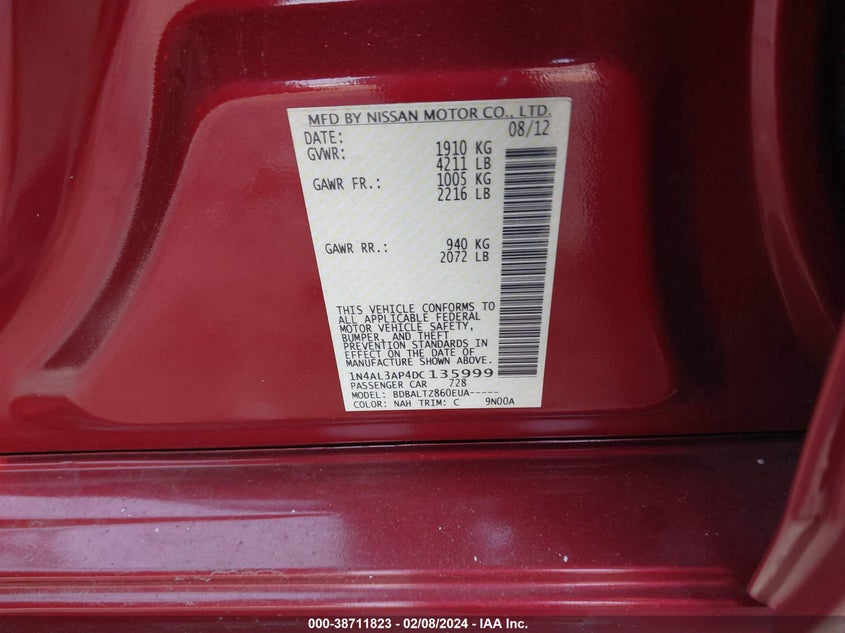 MFD BY NISSAN MOTOR CO., LTD.
DATE: 08/12
GVWR: 1910 KG
4211 LB
GAWR FR.: 1005 KG
2216 LB
GAWR RR.: 940 KG
2072 LB
THIS VEHICLE CONFORMS TO
ALL APPLICABLE FEDERAL
MOTOR VEHICLE SAFETY,
BUMPER, AND THEFT
PREVENTION STANDARDS IN
EFFECT ON THE DATE OF
MANUFACTURE SHOWN ABOVE.
1N4AL3AP4DC135999
PASSENGER CAR 728
MODEL: BDBALTZ860EUA-----
COLOR: NAH TRIM: C 9N00A
000-38711823 - 02/08/2024 - IAA Inc.